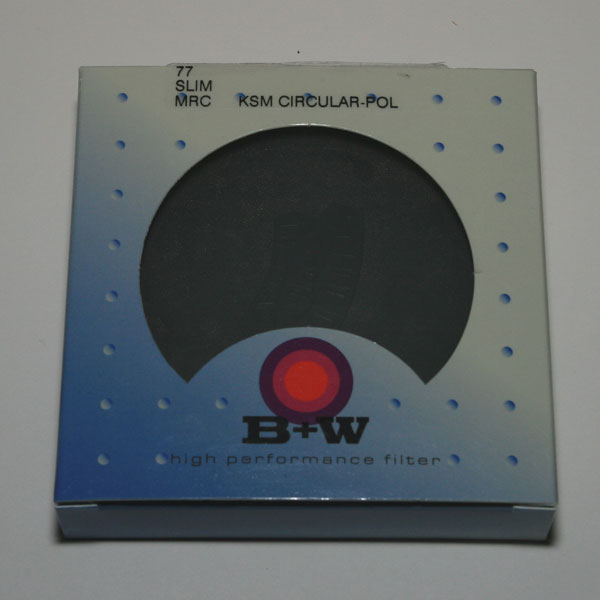 77
SLIM
MRC KSM CIRCULAR-POL
B+W
high performance filter